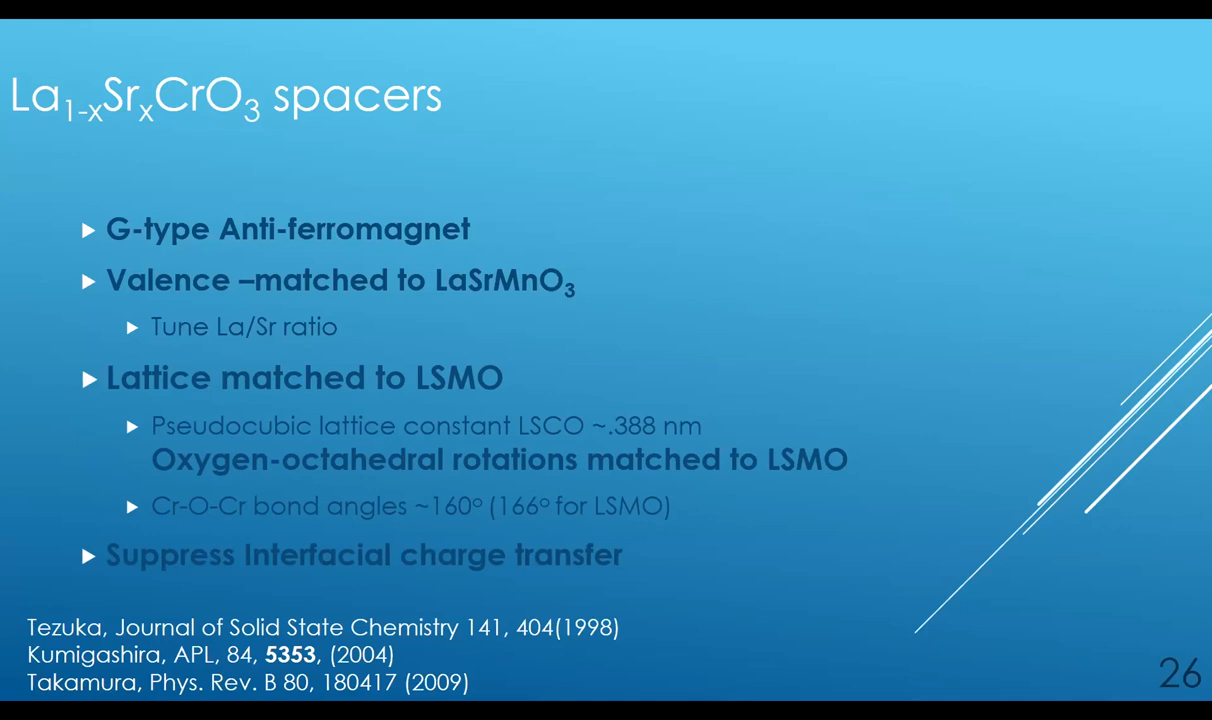 La₁₋ₓSrₓCrO₃ spacers
G-type Anti-ferromagnet
Valence –matched to LaSrMnO₃
Tune La/Sr ratio
Lattice matched to LSMO
Pseudocubic lattice constant LSCO ~.388 nm
Oxygen-octahedral rotations matched to LSMO
Cr-O-Cr bond angles ~160° (166° for LSMO)
Suppress Interfacial charge transfer
Tezuka, Journal of Solid State Chemistry 141, 404(1998)
Kumigashira, APL, 84, 5353, (2004)
Takamura, Phys. Rev. B 80, 180417 (2009)
26